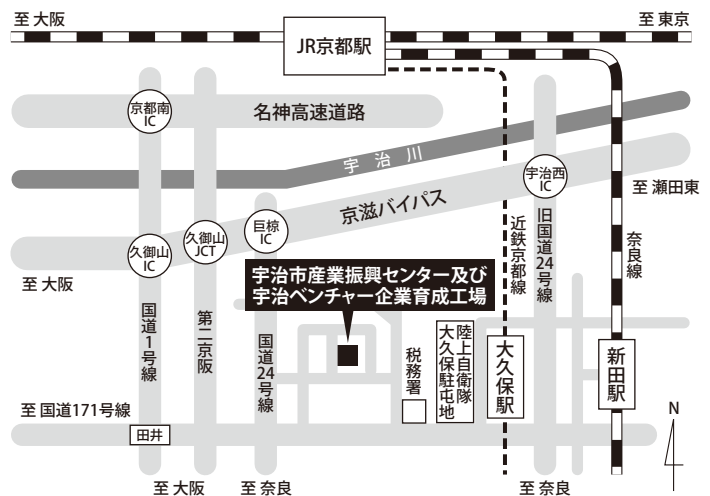 至 大阪
至 東京
JR京都駅
京都南
IC
名神高速道路
宇治川
宇治西
IC
至 瀬田東
京滋バイパス
巨椋
IC
久御山
JCT
久御山
IC
至 大阪
近鉄京都線
旧国道24号線
奈良線
宇治市産業振興センター及び
宇治ベンチャー企業育成工場
国道1号線
第二京阪
国道24号線
税務署
陸上自衛隊
大久保駐屯地
大久保駅
新田駅
至 国道171号線
田井
N
至 大阪
至 奈良
至 奈良